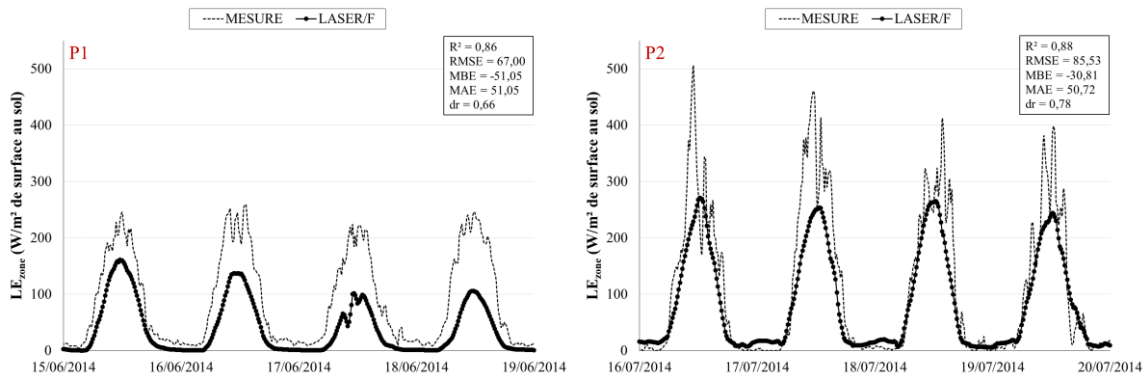 MESURE LASER/F
P1
R² = 0,86
RMSE = 67,00
MBE = -51,05
MAE = 51,05
dr = 0,66
LEzone (W/m² de surface au sol)
500
400
300
200
100
0
15/06/2014 16/06/2014 17/06/2014 18/06/2014 19/06/2014
MESURE LASER/F
P2
R² = 0,88
RMSE = 85,53
MBE = -30,81
MAE = 50,72
dr = 0,78
LEzone (W/m² de surface au sol)
500
400
300
200
100
0
16/07/2014 17/07/2014 18/07/2014 19/07/2014 20/07/2014